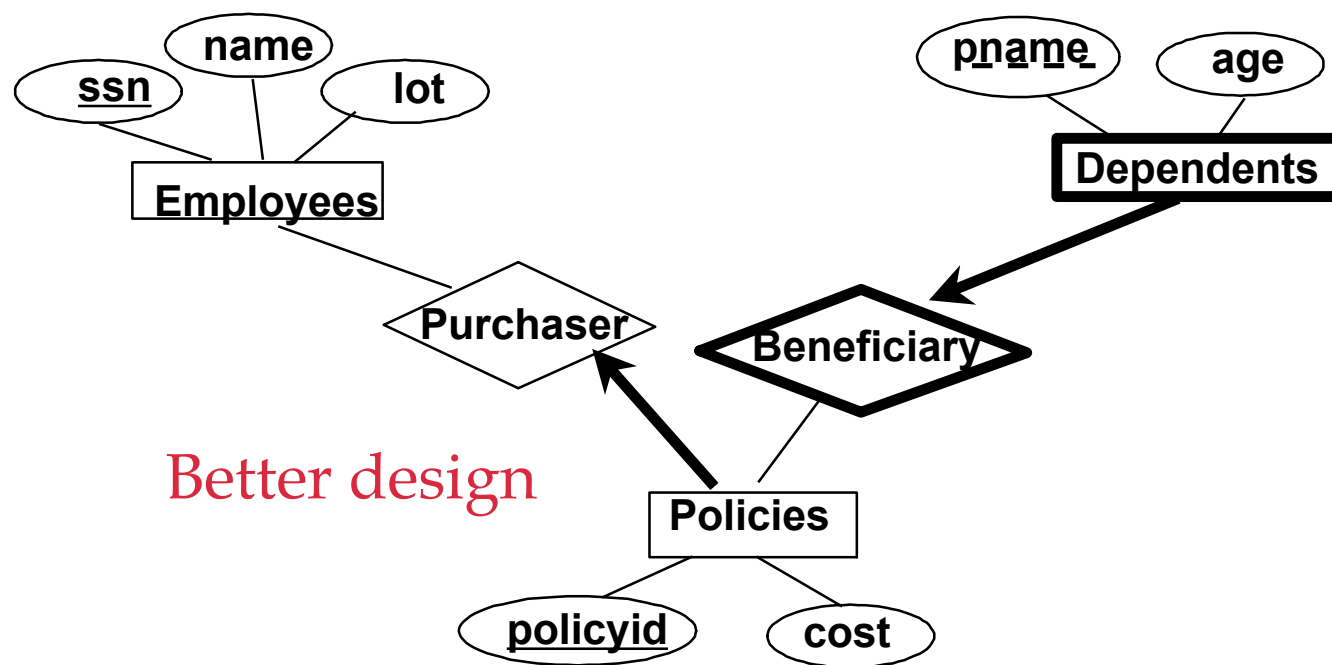 name
ssn
lot
Employees
pname
age
Dependents
Purchaser
Beneficiary
Better design
Policies
policyid
cost